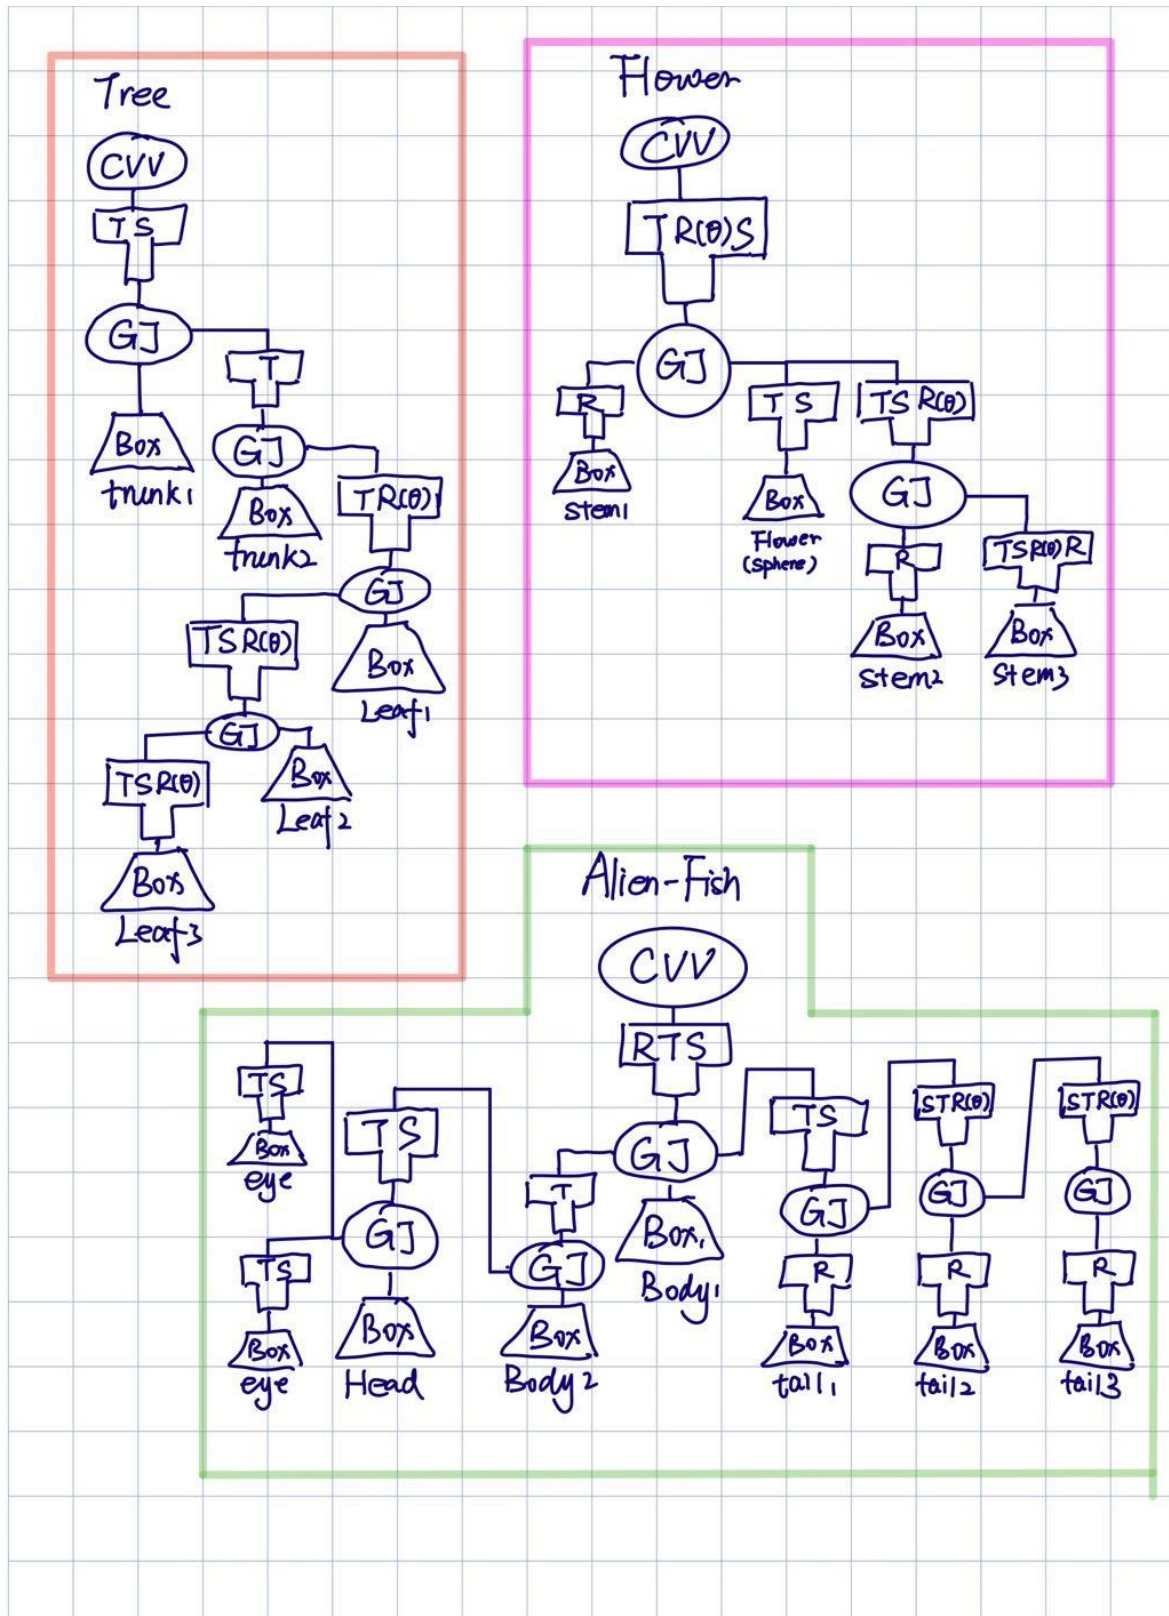 Tree
CVV
TS
GJ
T
Box
trunk1
GJ
Box
trunk2
TR(θ)
GJ
Box
Leaf1
TSR(θ)
GJ
Box
Leaf2
TSR(θ)
Box
Leaf3
Flower
CVV
TR(θ)S
GJ
R
Box
Stem1
TS
Box
Flower
(sphere)
TSR(θ)
GJ
R
Box
Stem2
TSR(θ)R
Box
Stem3
Alien-Fish
CVV
RTS
GJ
Box1
Body1
T
GJ
Box
Body2
TS
GJ
Box
Head
TS
Box
eye
TS
Box
eye
TS
GJ
R
Box
tail1
STR(θ)
GJ
R
Box
tail2
STR(θ)
GJ
R
Box
tail3